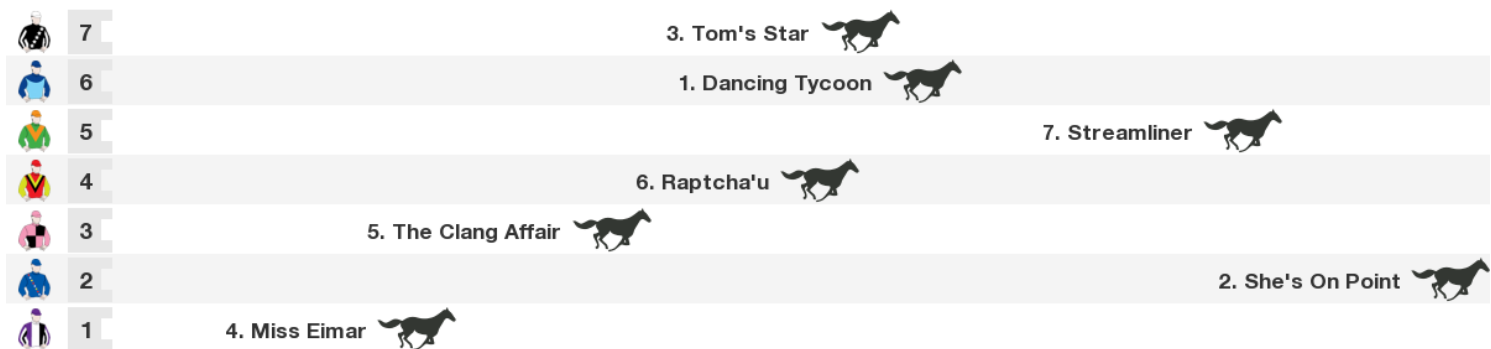 7 3. Tom's Star
6 1. Dancing Tycoon
5 7. Streamliner
4 6. Raptcha'u
3 5. The Clang Affair
2 2. She's On Point
1 4. Miss Eimar